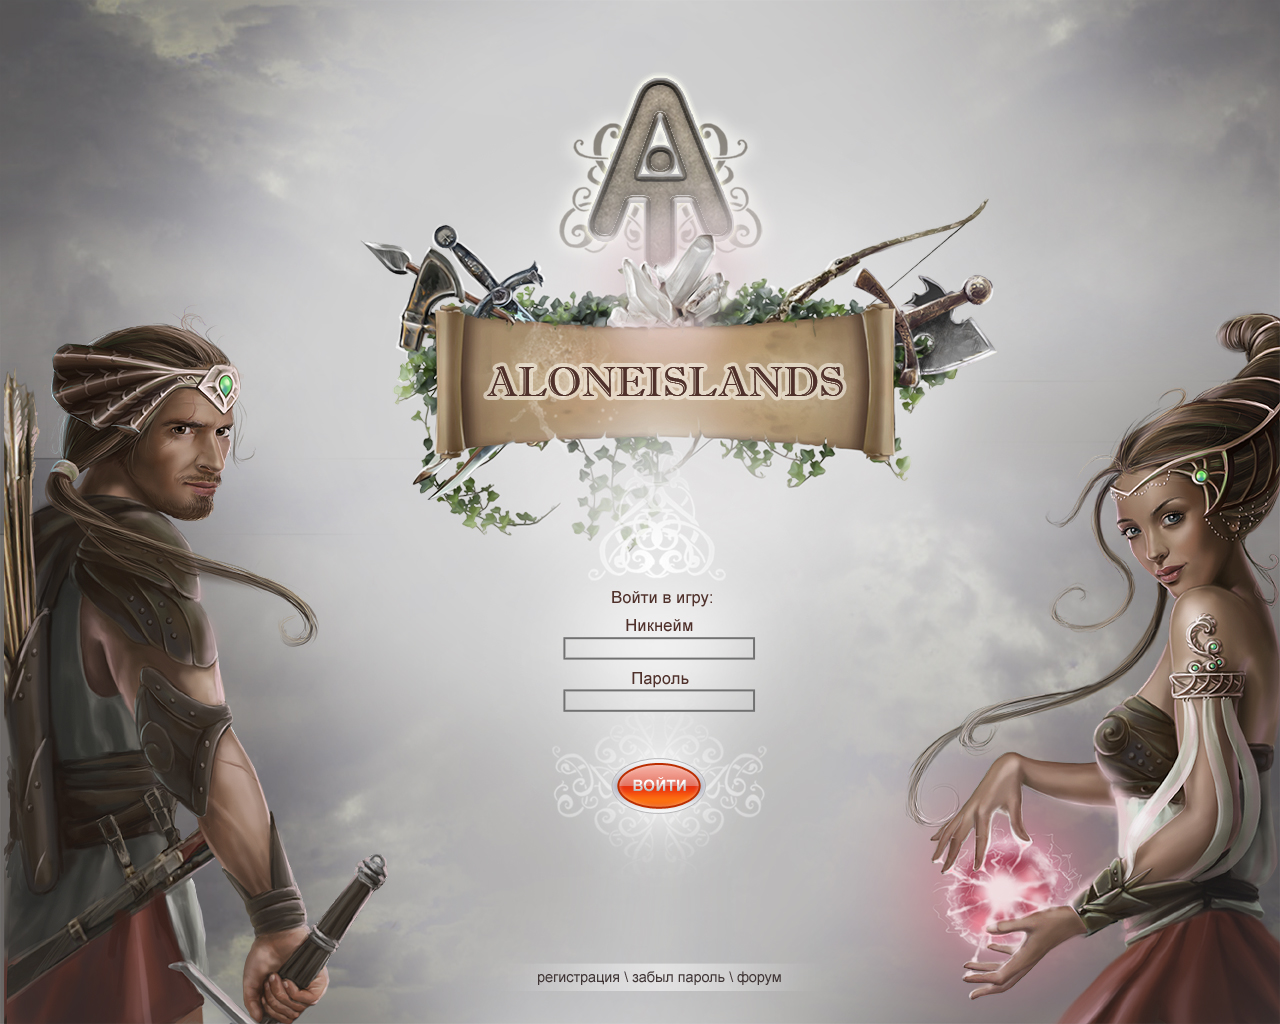 ALONEISLANDS
Войти в игру:
Никнейм
Пароль
ВОЙТИ
регистрация \ забыл пароль \ форум